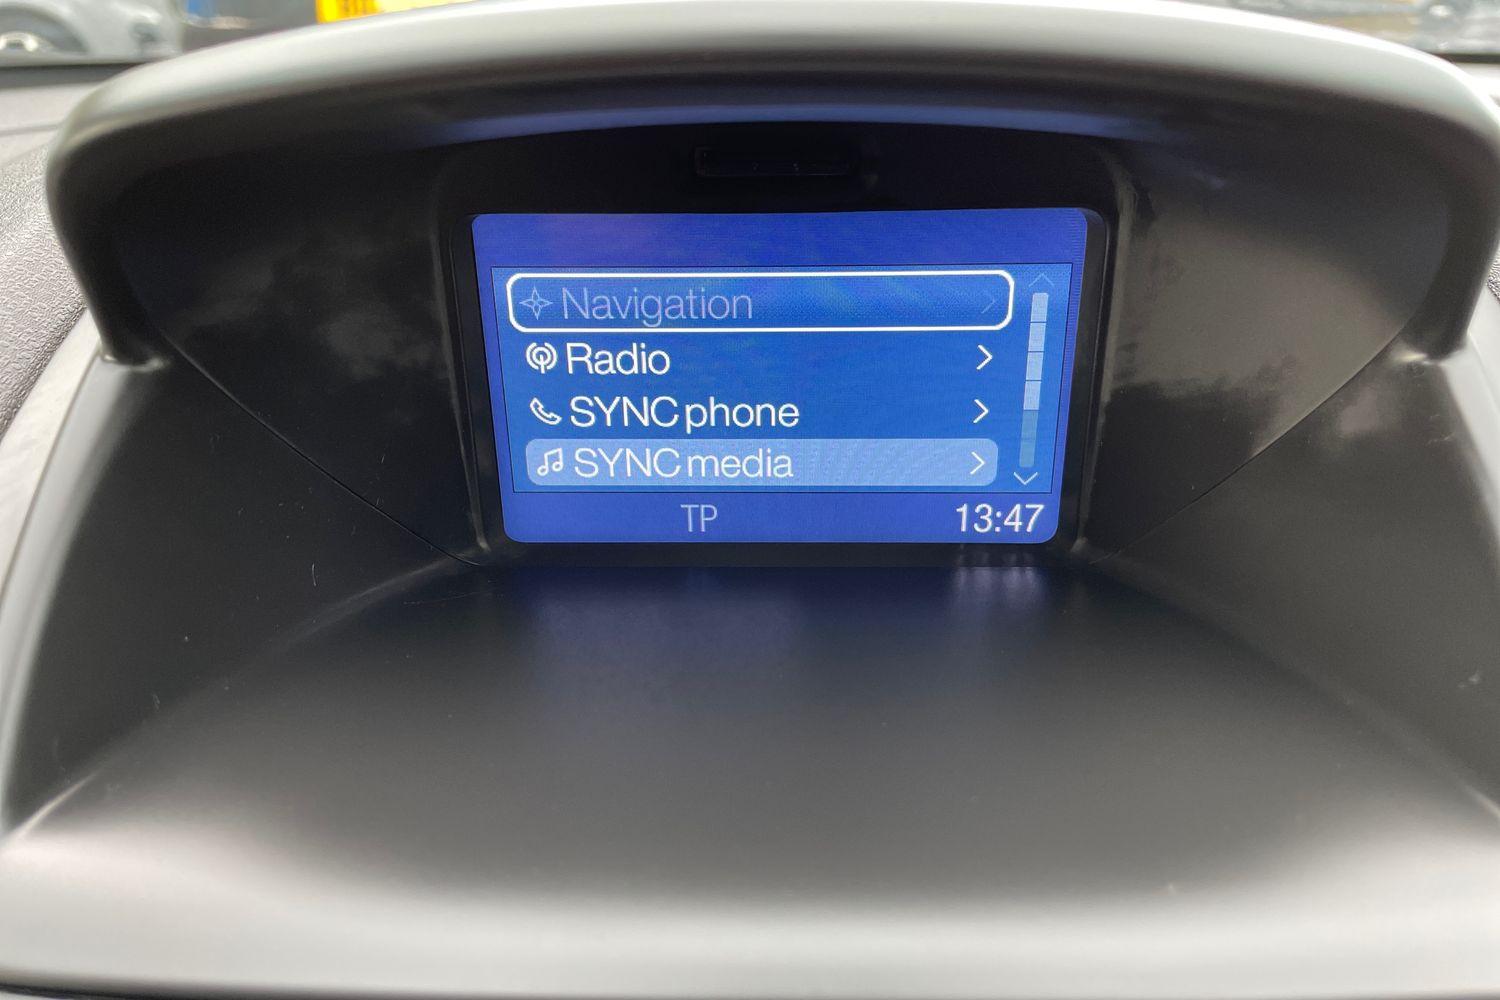 Navigation
Radio
SYNC phone
SYNC media
TP
13:47